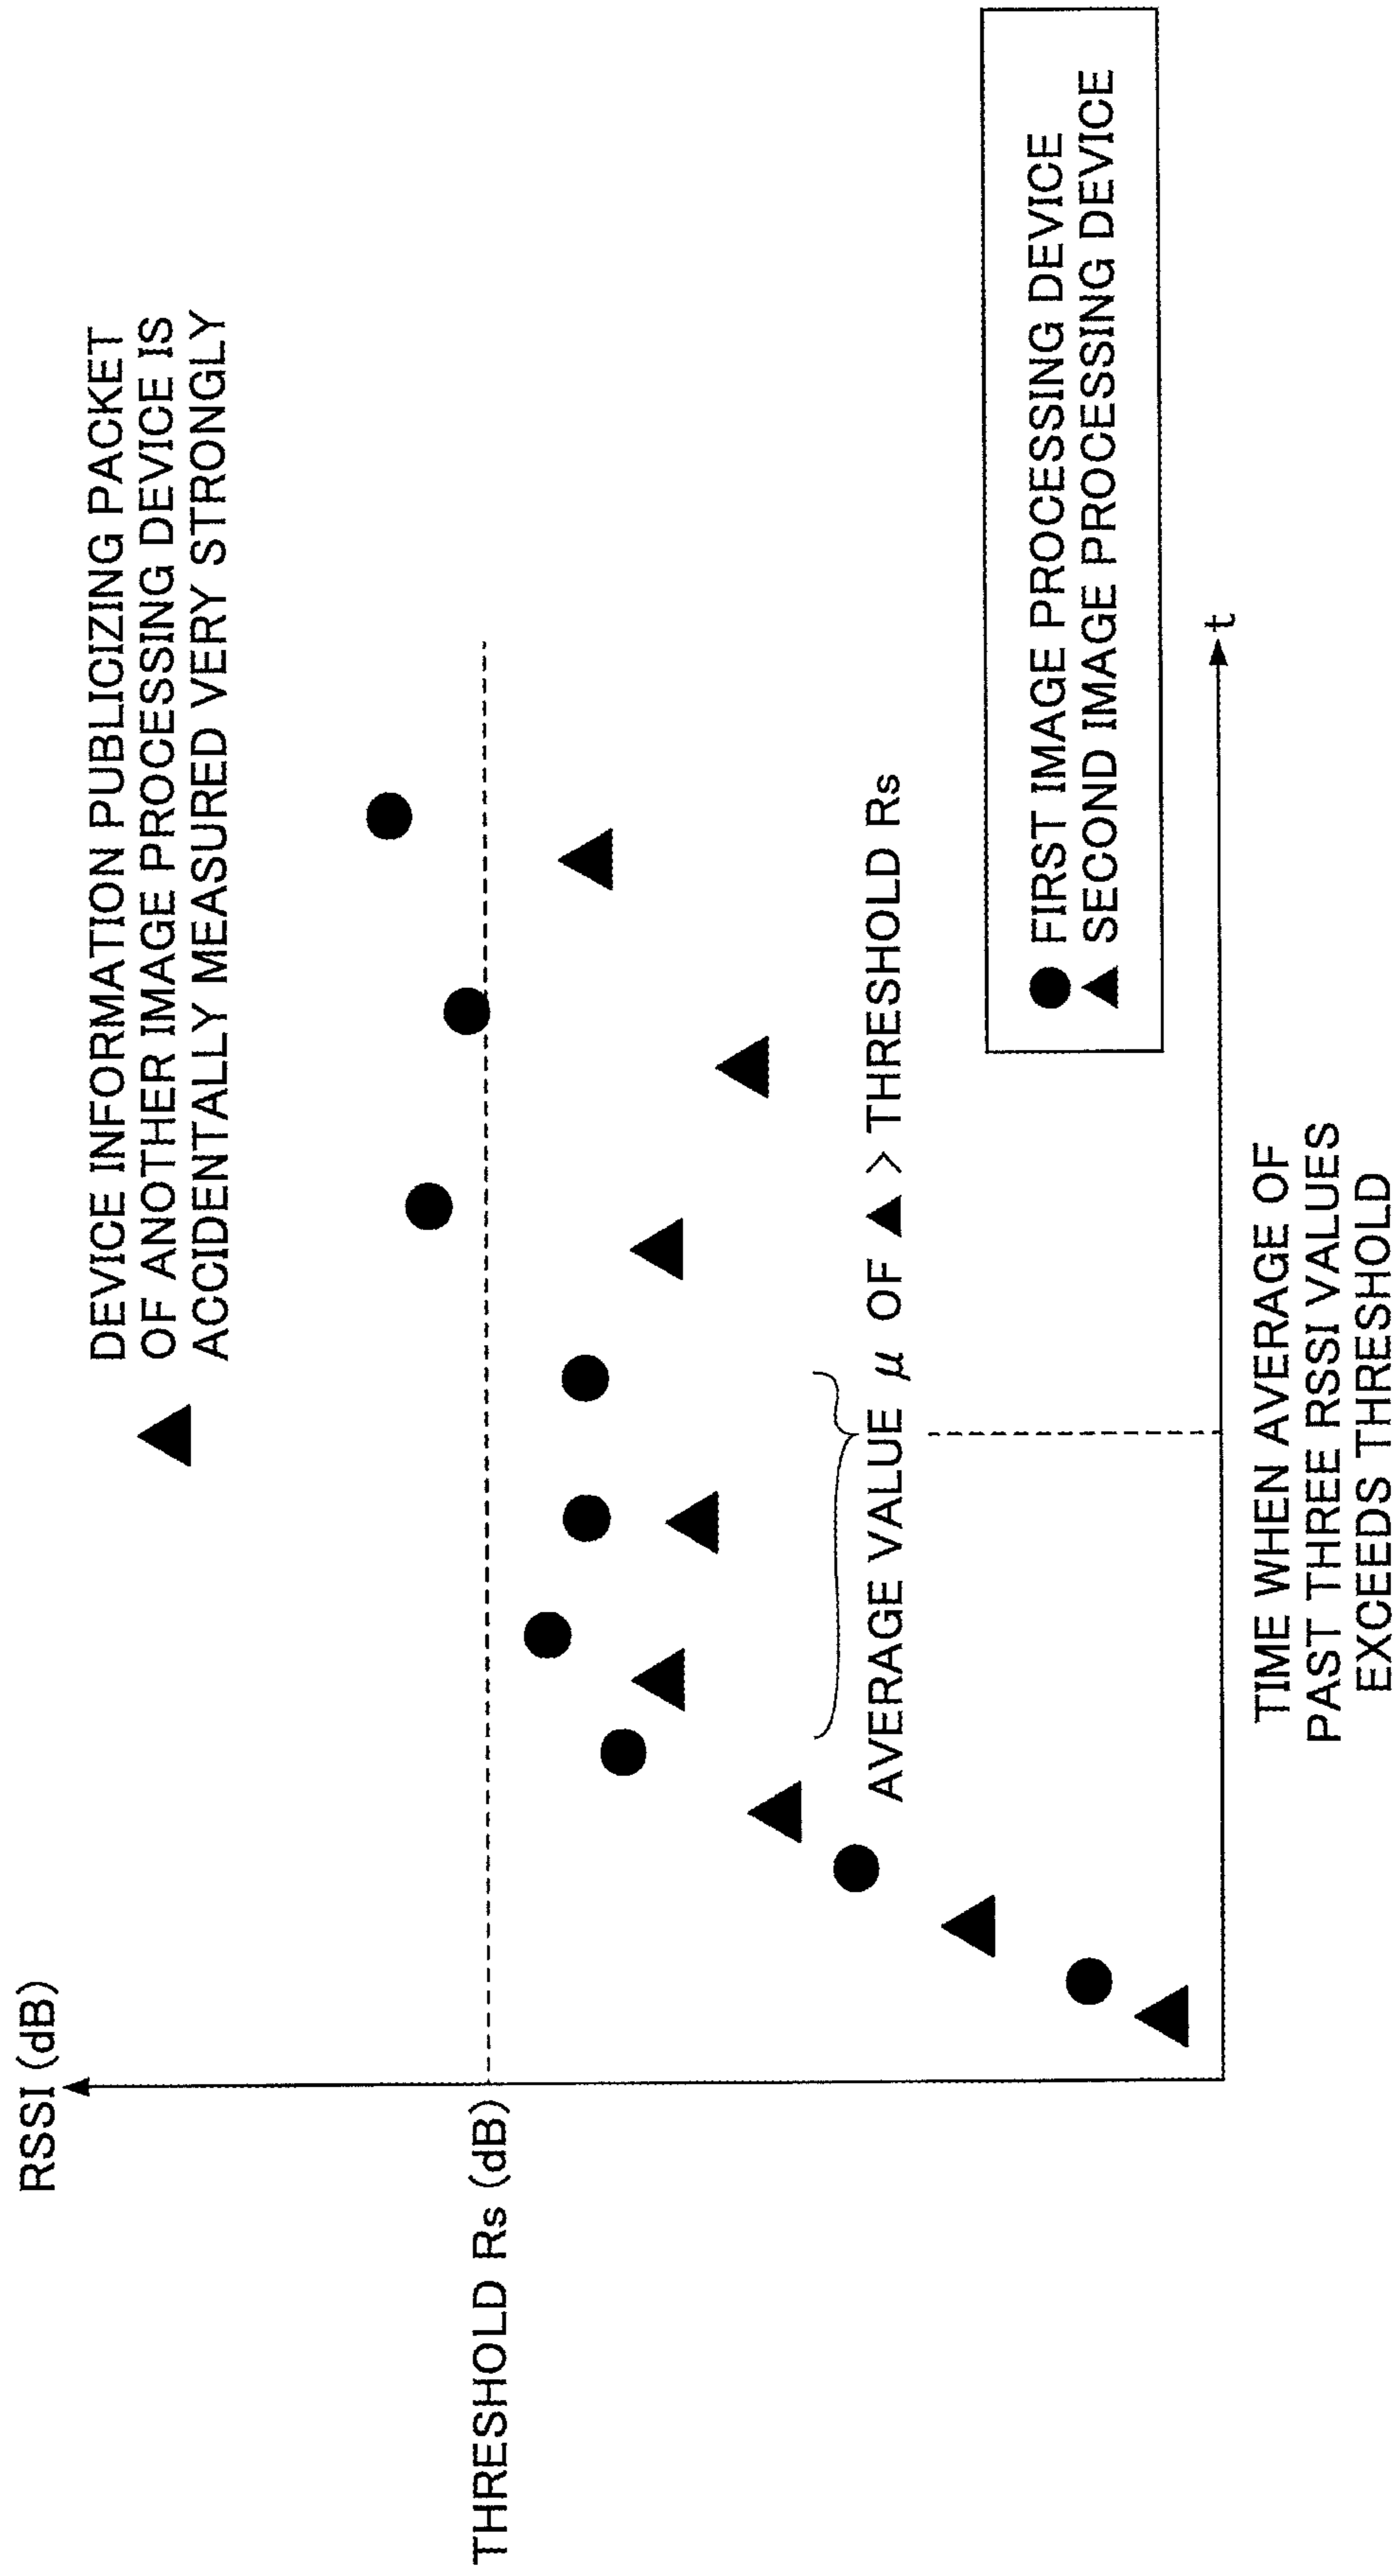 RSSI (dB)
DEVICE INFORMATION PUBLICIZING PACKET
OF ANOTHER IMAGE PROCESSING DEVICE IS
ACCIDENTALLY MEASURED VERY STRONGLY
THRESHOLD Rs (dB)
AVERAGE VALUE μ OF ▲ > THRESHOLD Rs
● FIRST IMAGE PROCESSING DEVICE
▲ SECOND IMAGE PROCESSING DEVICE
t
TIME WHEN AVERAGE OF
PAST THREE RSSI VALUES
EXCEEDS THRESHOLD